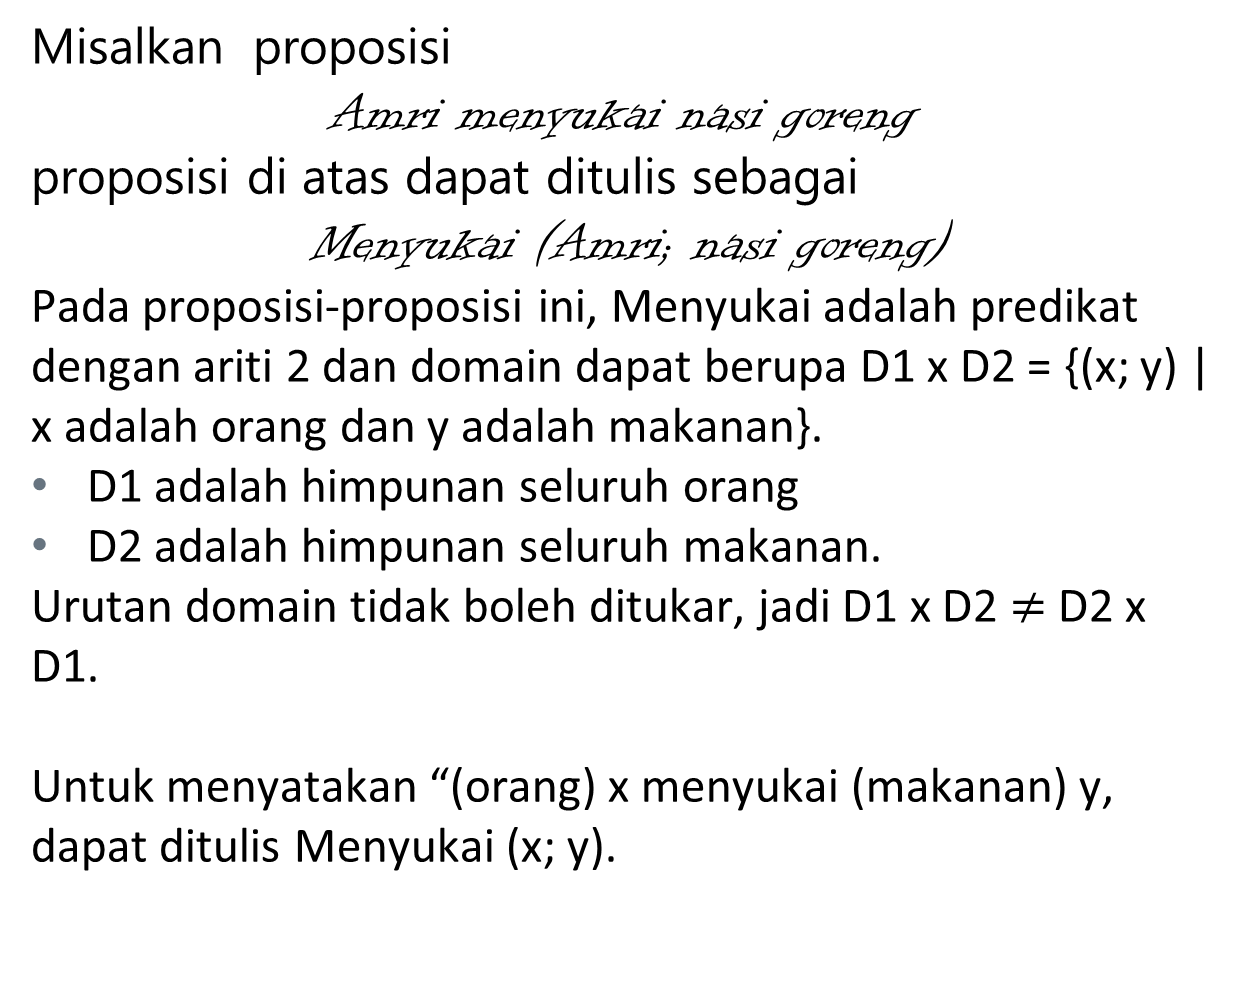 Misalkan proposisi
Amri menyukai nasi goreng
proposisi di atas dapat ditulis sebagai
Menyukai (Amri; nasi goreng)
Pada proposisi-proposisi ini, Menyukai adalah predikat
dengan ariti 2 dan domain dapat berupa D1 x D2 = {(x; y) |
x adalah orang dan y adalah makanan}.
• D1 adalah himpunan seluruh orang
• D2 adalah himpunan seluruh makanan.
Urutan domain tidak boleh ditukar, jadi D1 x D2 ≠ D2 x
D1.
Untuk menyatakan “(orang) x menyukai (makanan) y,
dapat ditulis Menyukai (x; y).